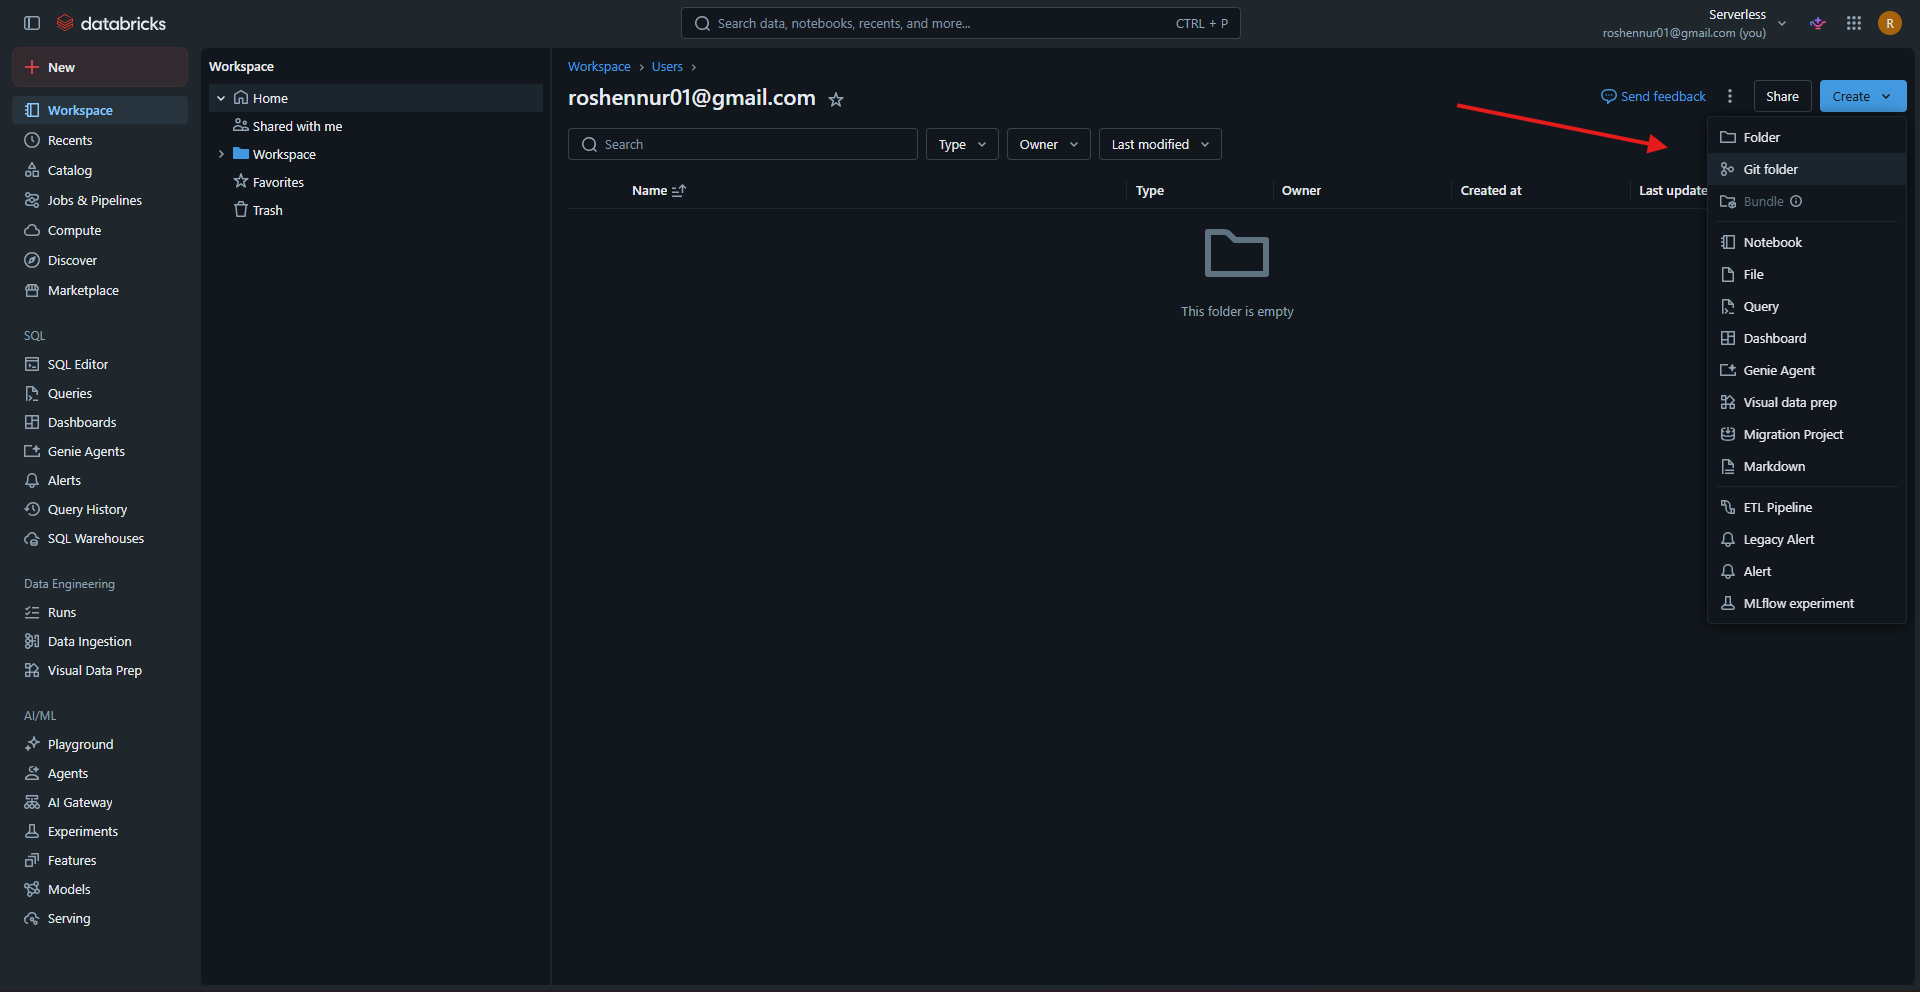 databricks
Search data, notebooks, recents, and more...
CTRL + P
Serverless
roshennur01@gmail.com (you)
R
New
Workspace
Recents
Catalog
Jobs & Pipelines
Compute
Discover
Marketplace
SQL
SQL Editor
Queries
Dashboards
Genie Agents
Alerts
Query History
SQL Warehouses
Data Engineering
Runs
Data Ingestion
Visual Data Prep
AI/ML
Playground
Agents
AI Gateway
Experiments
Features
Models
Serving
Workspace
Home
Shared with me
Workspace
Favorites
Trash
Workspace > Users >
roshennur01@gmail.com
Send feedback
Share
Create
Search
Type
Owner
Last modified
Name
Type
Owner
Created at
Last update
This folder is empty
Folder
Git folder
Bundle
Notebook
File
Query
Dashboard
Genie Agent
Visual data prep
Migration Project
Markdown
ETL Pipeline
Legacy Alert
Alert
MLflow experiment